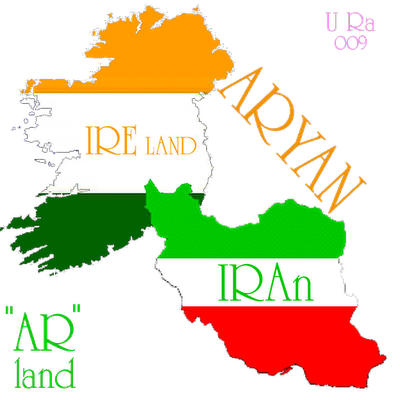 U Ra
009
ARYAN
IRE LAND
IRAn
"AR"
land